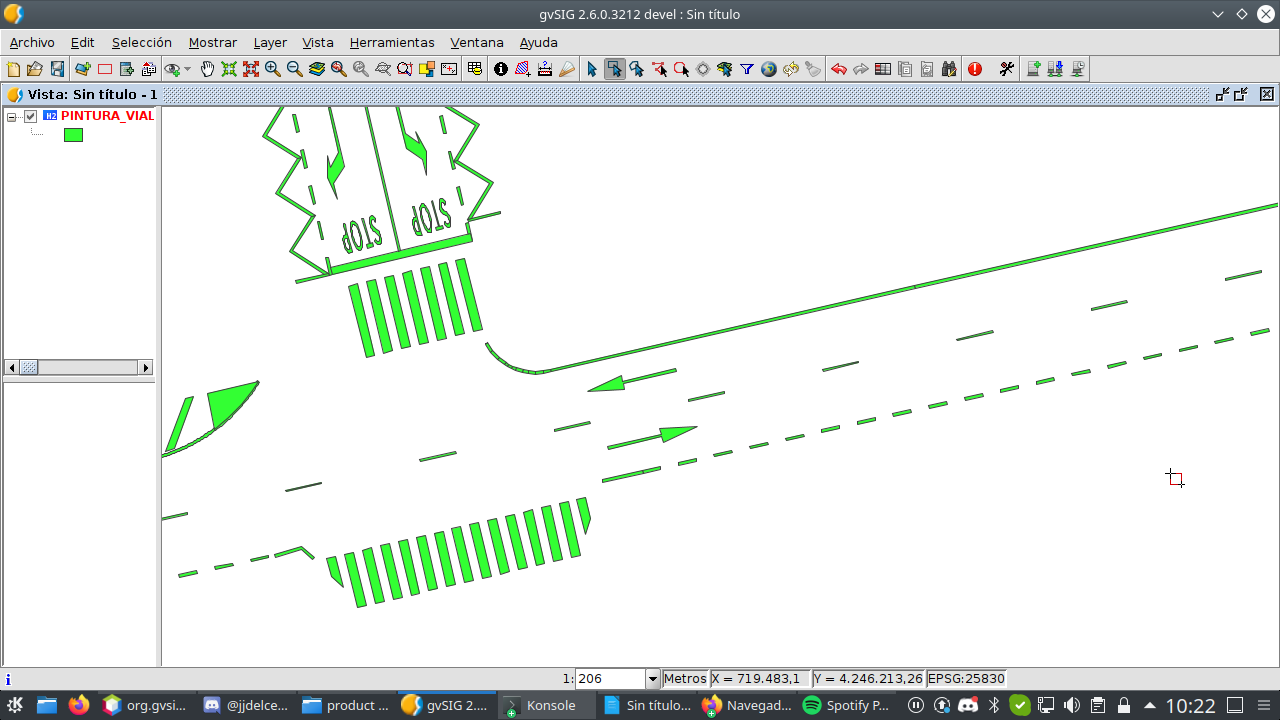 gvSIG 2.6.0.3212 devel : Sin título
Archivo Edit Selección Mostrar Layer Vista Herramientas Ventana Ayuda
Vista: Sin título - 1
H2 PINTURA_VIAL
STOP STOP
1: 206 Metros X = 719.483,1 Y = 4.246.213,26 EPSG:25830
org.gvsi... @jjdelce... product ... gvSIG 2.... Konsole Sin título... Navegad... Spotify P... 10:22